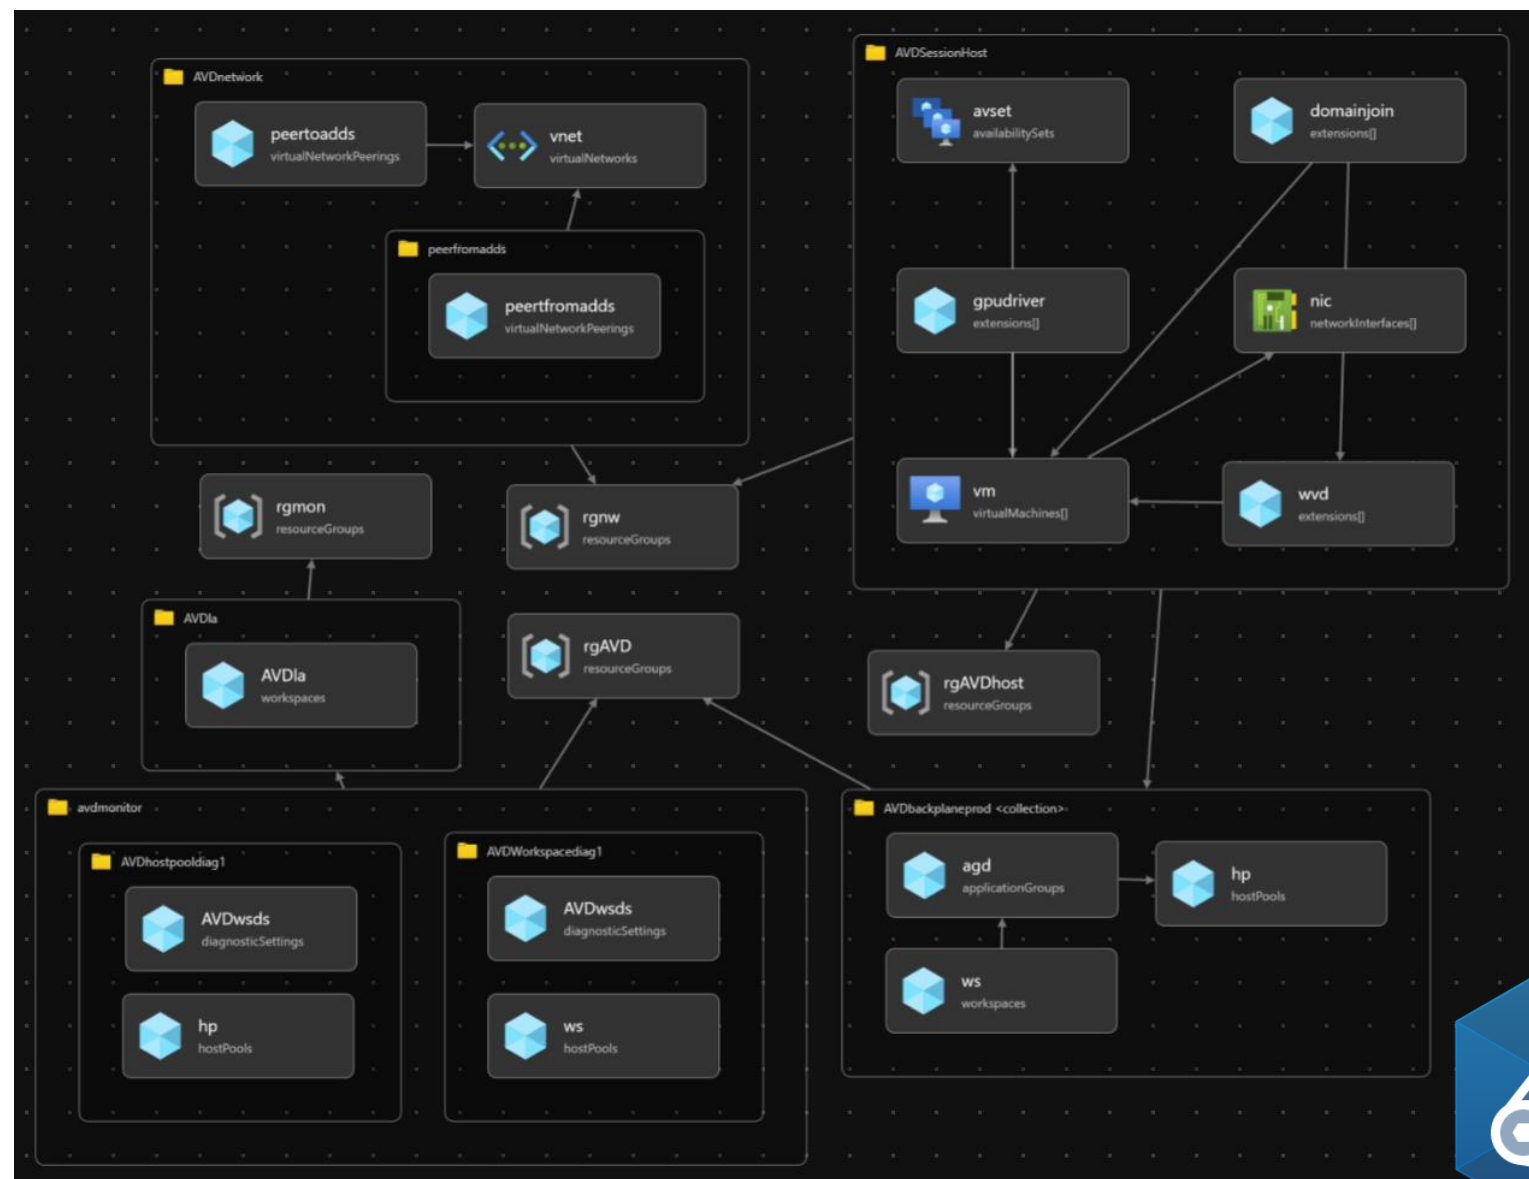 AVDnetwork
peertoadds
virtualNetworkPeerings
vnet
virtualNetworks
peerfromadds
peertfromadds
virtualNetworkPeerings
AVDSessionHost
avset
availabilitySets
domainjoin
extensions[]
gpudriver
extensions[]
nic
networkInterfaces[]
vm
virtualMachines[]
wvd
extensions[]
rgmon
resourceGroups
rgnw
resourceGroups
AVDla
AVDla
workspaces
rgAVD
resourceGroups
rgAVDhost
resourceGroups
avdmonitor
AVDhostpooldiag1
AVDwsds
diagnosticSettings
hp
hostPools
AVDWorkspacediag1
AVDwsds
diagnosticSettings
ws
hostPools
AVDbackplaneprod <collection>
agd
applicationGroups
hp
hostPools
ws
workspaces